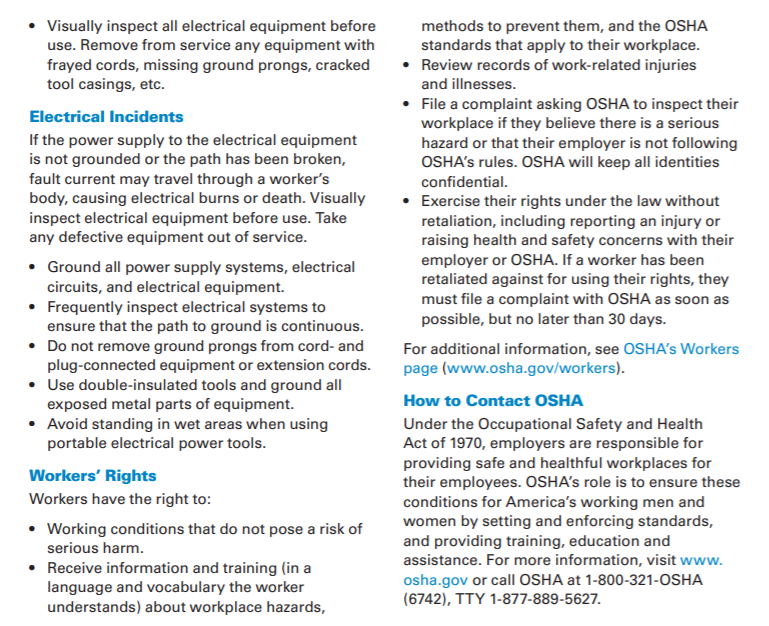 • Visually inspect all electrical equipment before
use. Remove from service any equipment with
frayed cords, missing ground prongs, cracked
tool casings, etc.
Electrical Incidents
If the power supply to the electrical equipment
is not grounded or the path has been broken,
fault current may travel through a worker's
body, causing electrical burns or death. Visually
inspect electrical equipment before use. Take
any defective equipment out of service.
• Ground all power supply systems, electrical
circuits, and electrical equipment.
• Frequently inspect electrical systems to
ensure that the path to ground is continuous.
• Do not remove ground prongs from cord- and
plug-connected equipment or extension cords.
• Use double-insulated tools and ground all
exposed metal parts of equipment.
• Avoid standing in wet areas when using
portable electrical power tools.
Workers' Rights
Workers have the right to:
• Working conditions that do not pose a risk of
serious harm.
• Receive information and training (in a
language and vocabulary the worker
understands) about workplace hazards,
methods to prevent them, and the OSHA
standards that apply to their workplace.
• Review records of work-related injuries
and illnesses.
• File a complaint asking OSHA to inspect their
workplace if they believe there is a serious
hazard or that their employer is not following
OSHA's rules. OSHA will keep all identities
confidential.
• Exercise their rights under the law without
retaliation, including reporting an injury or
raising health and safety concerns with their
employer or OSHA. If a worker has been
retaliated against for using their rights, they
must file a complaint with OSHA as soon as
possible, but no later than 30 days.
For additional information, see OSHA's Workers
page (www.osha.gov/workers).
How to Contact OSHA
Under the Occupational Safety and Health
Act of 1970, employers are responsible for
providing safe and healthful workplaces for
their employees. OSHA's role is to ensure these
conditions for America's working men and
women by setting and enforcing standards,
and providing training, education and
assistance. For more information, visit www.
osha.gov or call OSHA at 1-800-321-OSHA
(6742), TTY 1-877-889-5627.